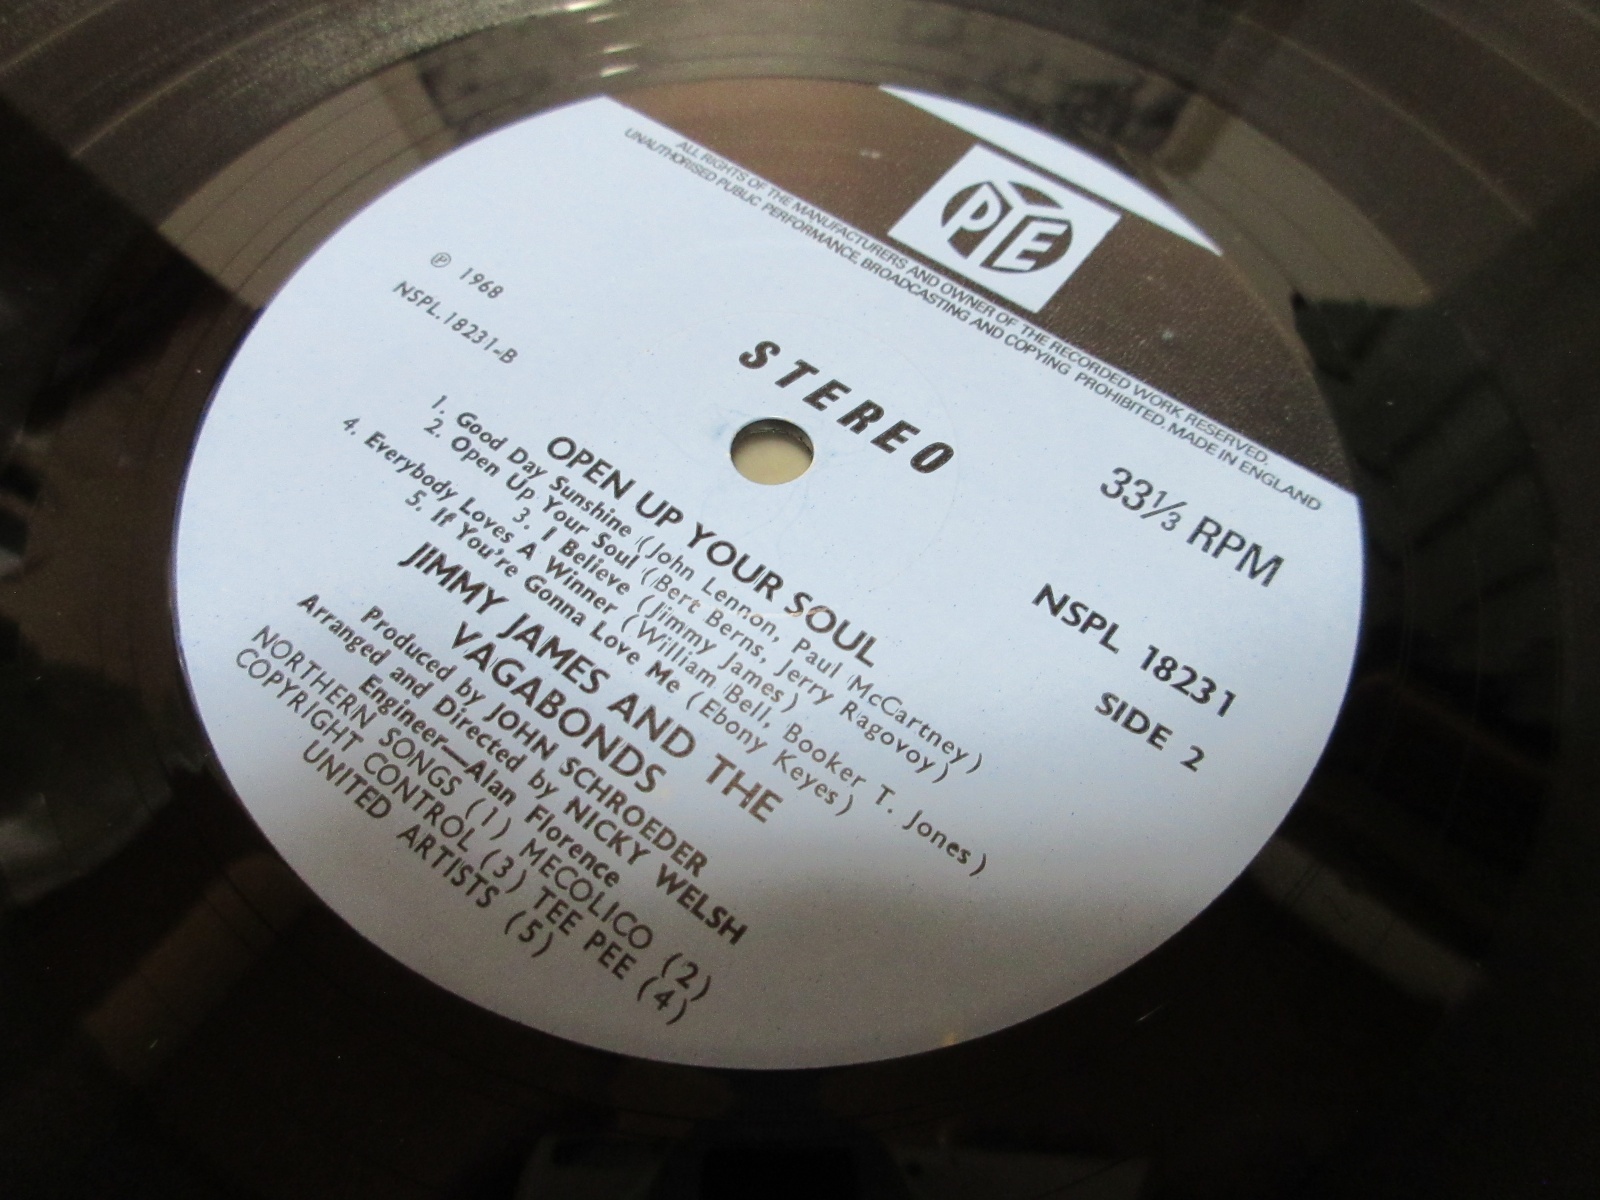 PYE
ALL RIGHTS OF THE MANUFACTURERS AND OWNER OF THE RECORDED WORK RESERVED.
UNAUTHORISED PUBLIC PERFORMANCE, BROADCASTING AND COPYING PROHIBITED. MADE IN ENGLAND
℗ 1968
NSPL.18231-B
STEREO
33⅓ RPM
NSPL 18231
SIDE 2
OPEN UP YOUR SOUL
1. Good Day Sunshine (John Lennon, Paul McCartney)
2. Open Up Your Soul (Bert Berns, Jerry Ragovoy)
3. I Believe (Jimmy James)
4. Everybody Loves A Winner (William Bell, Booker T. Jones)
5. If You're Gonna Love Me (Ebony Keyes)
JIMMY JAMES AND THE
VAGABONDS
Produced by JOHN SCHROEDER
Arranged and Directed by NICKY WELSH
Engineer—Alan Florence
NORTHERN SONGS (1) MECOLICO (2)
COPYRIGHT CONTROL (3) TEE PEE (4)
UNITED ARTISTS (5)